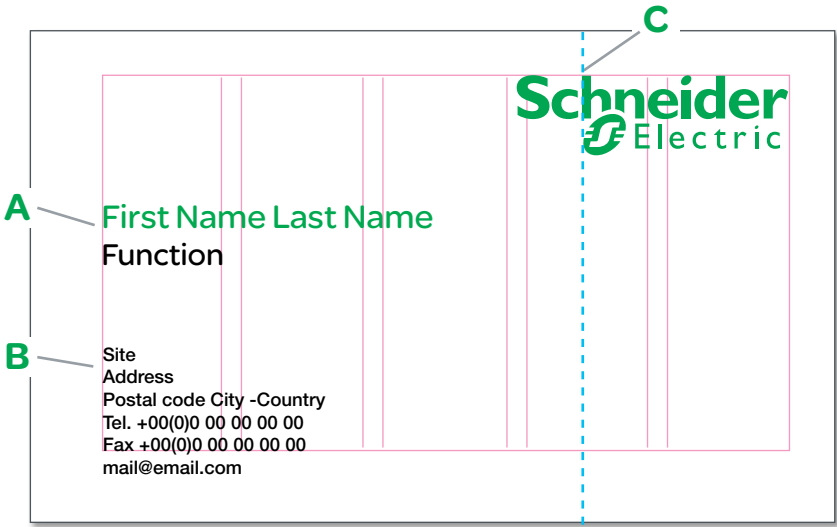 C
Schneider
Electric
A
First Name Last Name
Function
B
Site
Address
Postal code City -Country
Tel. +00(0)0 00 00 00 00
Fax +00(0)0 00 00 00 00
mail@email.com